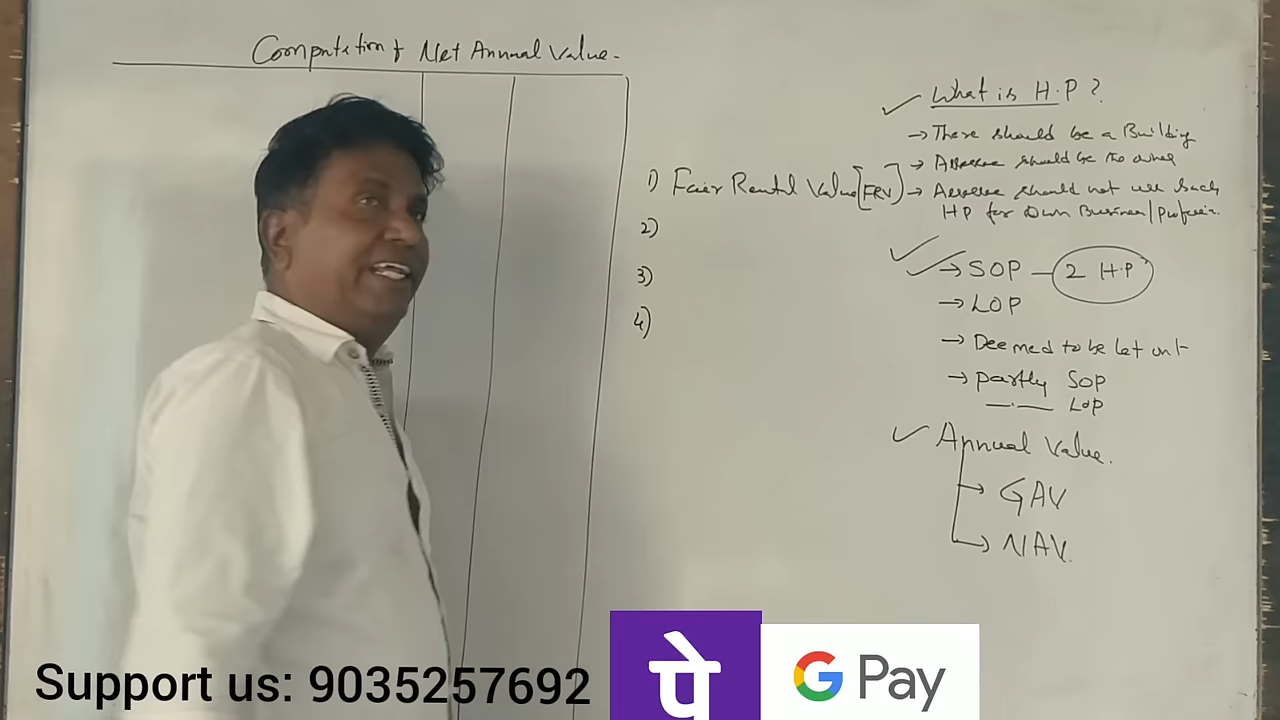 Computation of Net Annual Value.
What is H.P?
→ There should be a Building
→ Assessee should be the owner
→ Assessee should not use such
HP for Own Business/Profession.
1) Fair Rental Value [FRV]
2)
3)
4)
→ SOP — 2 H.P
→ LOP
→ Deemed to be let out
→ Partly SOP
—·— LOP
Annual Value.
→ GAV
→ NAV.
Support us: 9035257692
पे
G Pay